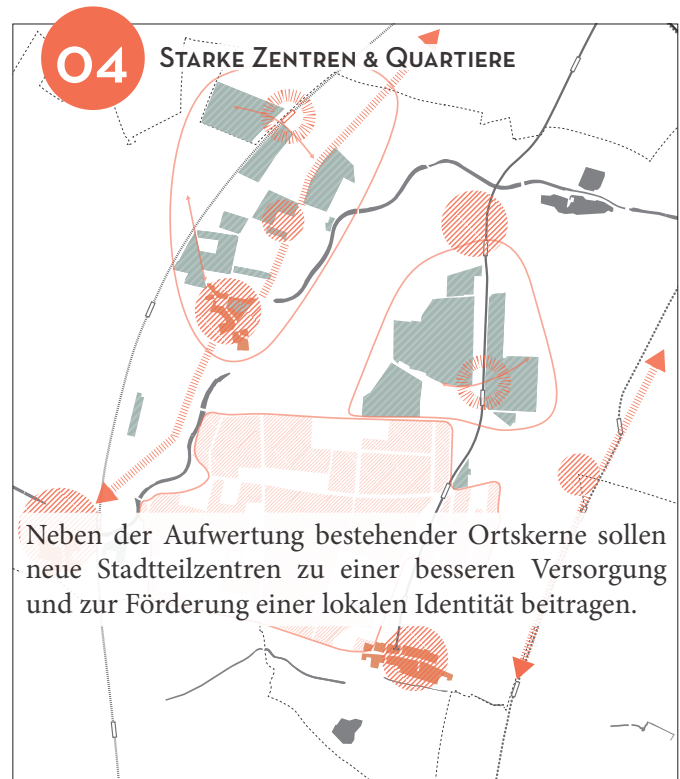 04 Starke Zentren & Quartiere
Neben der Aufwertung bestehender Ortskerne sollen
neue Stadtteilzentren zu einer besseren Versorgung
und zur Förderung einer lokalen Identität beitragen.